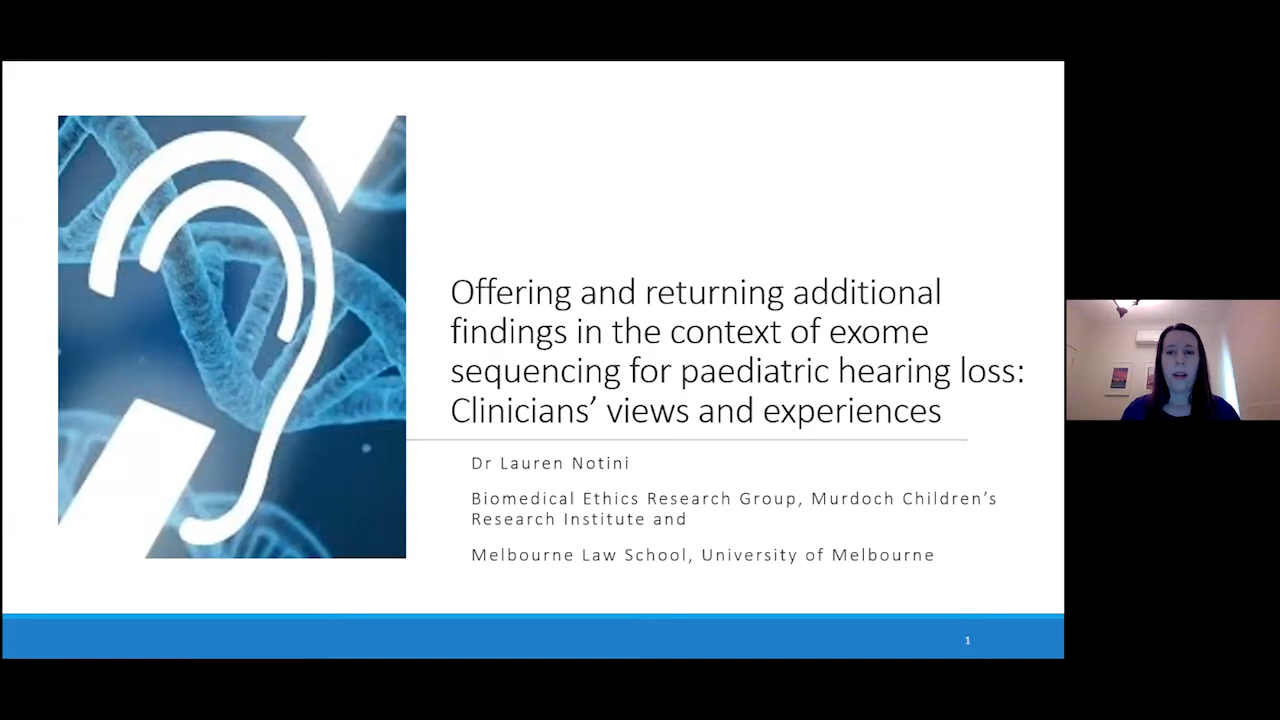 Offering and returning additional
findings in the context of exome
sequencing for paediatric hearing loss:
Clinicians’ views and experiences
Dr Lauren Notini
Biomedical Ethics Research Group, Murdoch Children’s
Research Institute and
Melbourne Law School, University of Melbourne
1